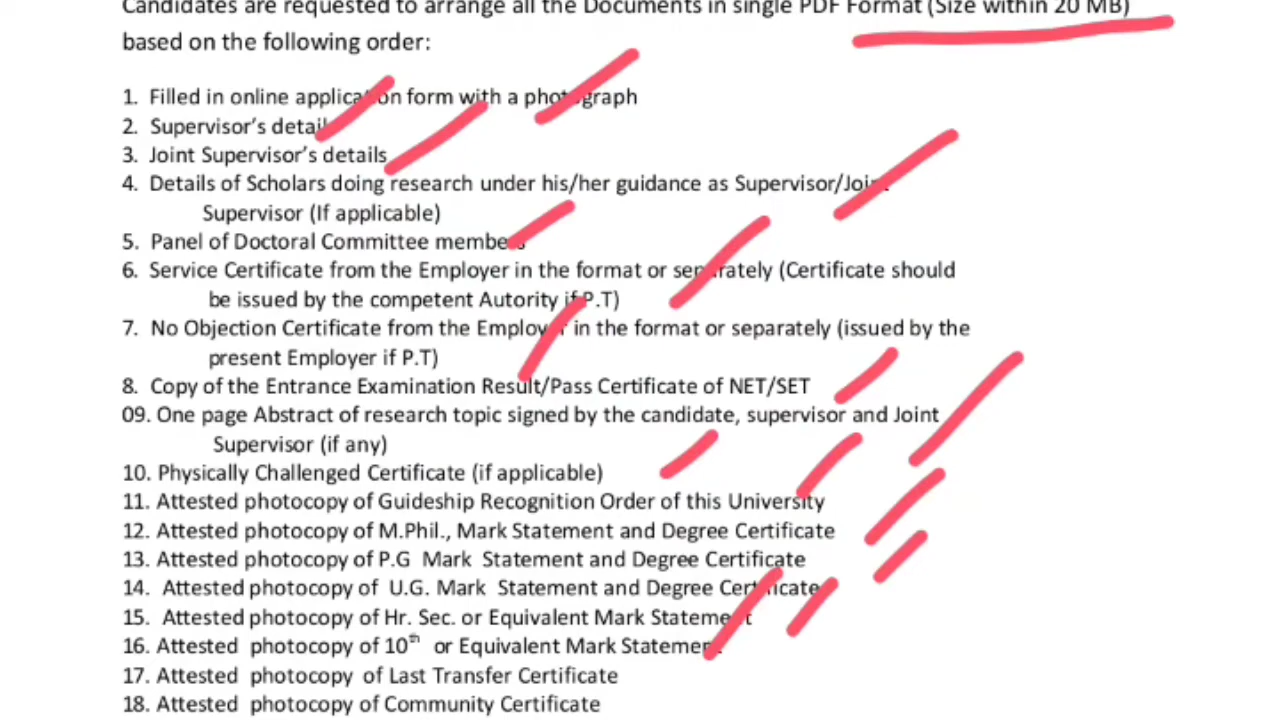 Candidates are requested to arrange all the Documents in single PDF Format (Size within 20 MB)
based on the following order:
1. Filled in online application form with a photograph
2. Supervisor's details
3. Joint Supervisor's details
4. Details of Scholars doing research under his/her guidance as Supervisor/Joint
Supervisor (If applicable)
5. Panel of Doctoral Committee members
6. Service Certificate from the Employer in the format or separately (Certificate should
be issued by the competent Autority if P.T)
7. No Objection Certificate from the Employer in the format or separately (issued by the
present Employer if P.T)
8. Copy of the Entrance Examination Result/Pass Certificate of NET/SET
09. One page Abstract of research topic signed by the candidate, supervisor and Joint
Supervisor (if any)
10. Physically Challenged Certificate (if applicable)
11. Attested photocopy of Guideship Recognition Order of this University
12. Attested photocopy of M.Phil., Mark Statement and Degree Certificate
13. Attested photocopy of P.G Mark Statement and Degree Certificate
14. Attested photocopy of U.G. Mark Statement and Degree Certificate
15. Attested photocopy of Hr. Sec. or Equivalent Mark Statement
16. Attested photocopy of 10th or Equivalent Mark Statement
17. Attested photocopy of Last Transfer Certificate
18. Attested photocopy of Community Certificate